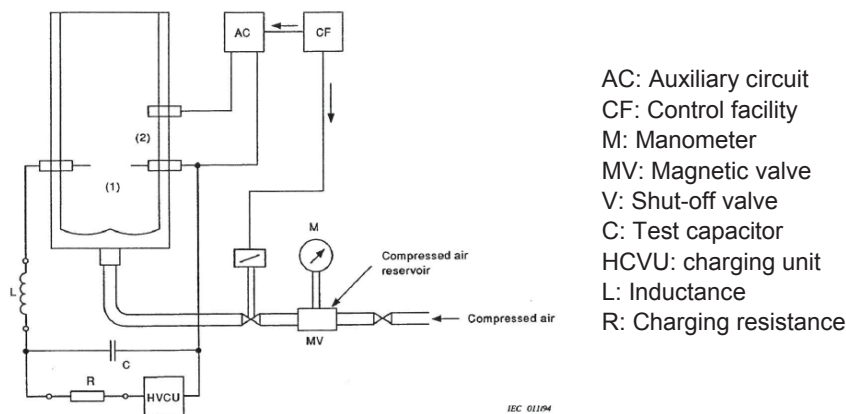 AC
CF
(2)
(1)
M
Compressed air
reservoir
L
Compressed air
MV
C
R
HVCU
IEC 011/94
AC: Auxiliary circuit
CF: Control facility
M: Manometer
MV: Magnetic valve
V: Shut-off valve
C: Test capacitor
HCVU: charging unit
L: Inductance
R: Charging resistance